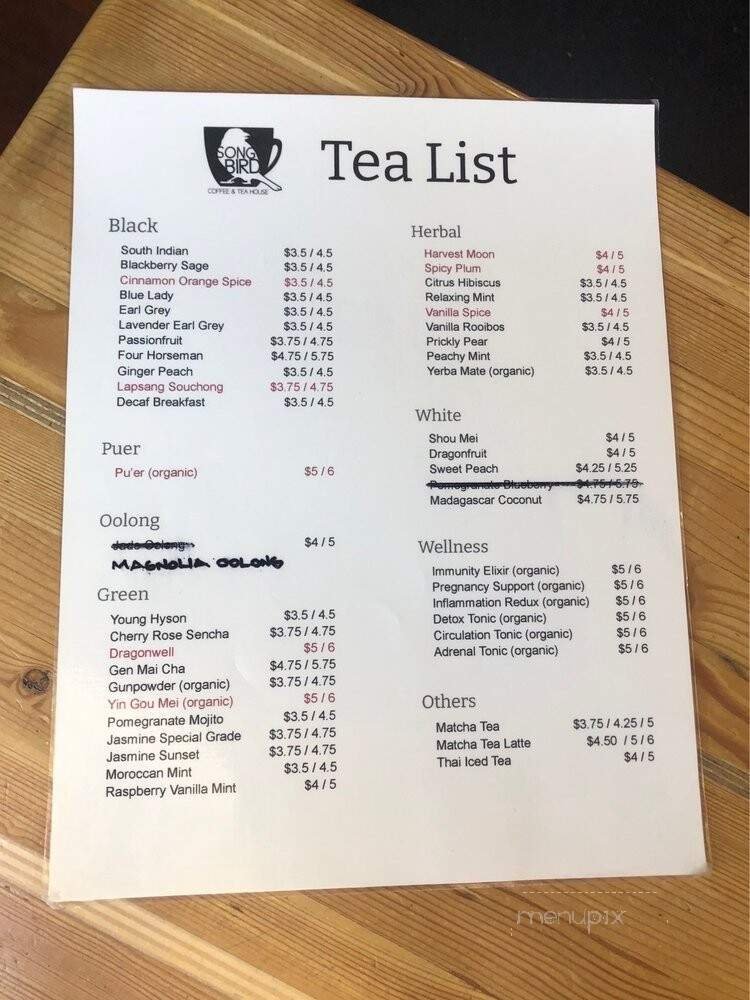 SONG
BIRD
COFFEE & TEA HOUSE
Tea List
Black
South Indian $3.5 / 4.5
Blackberry Sage $3.5 / 4.5
Cinnamon Orange Spice $3.5 / 4.5
Blue Lady $3.5 / 4.5
Earl Grey $3.5 / 4.5
Lavender Earl Grey $3.5 / 4.5
Passionfruit $3.75 / 4.75
Four Horseman $4.75 / 5.75
Ginger Peach $3.5 / 4.5
Lapsang Souchong $3.75 / 4.75
Decaf Breakfast $3.5 / 4.5
Puer
Pu'er (organic) $5 / 6
Oolong
Jade Oolong $4 / 5
MAGNOLIA OOLONG
Green
Young Hyson $3.5 / 4.5
Cherry Rose Sencha $3.75 / 4.75
Dragonwell $5 / 6
Gen Mai Cha $4.75 / 5.75
Gunpowder (organic) $3.75 / 4.75
Yin Gou Mei (organic) $5 / 6
Pomegranate Mojito $3.5 / 4.5
Jasmine Special Grade $3.75 / 4.75
Jasmine Sunset $3.75 / 4.75
Moroccan Mint $3.5 / 4.5
Raspberry Vanilla Mint $4 / 5
Herbal
Harvest Moon $4 / 5
Spicy Plum $4 / 5
Citrus Hibiscus $3.5 / 4.5
Relaxing Mint $3.5 / 4.5
Vanilla Spice $4 / 5
Vanilla Rooibos $3.5 / 4.5
Prickly Pear $4 / 5
Peachy Mint $3.5 / 4.5
Yerba Mate (organic) $3.5 / 4.5
White
Shou Mei $4 / 5
Dragonfruit $4 / 5
Sweet Peach $4.25 / 5.25
Pomegranate Blueberry $4.75 / 5.75
Madagascar Coconut $4.75 / 5.75
Wellness
Immunity Elixir (organic) $5 / 6
Pregnancy Support (organic) $5 / 6
Inflammation Redux (organic) $5 / 6
Detox Tonic (organic) $5 / 6
Circulation Tonic (organic) $5 / 6
Adrenal Tonic (organic) $5 / 6
Others
Matcha Tea $3.75 / 4.25 / 5
Matcha Tea Latte $4.50 / 5 / 6
Thai Iced Tea $4 / 5
menupix